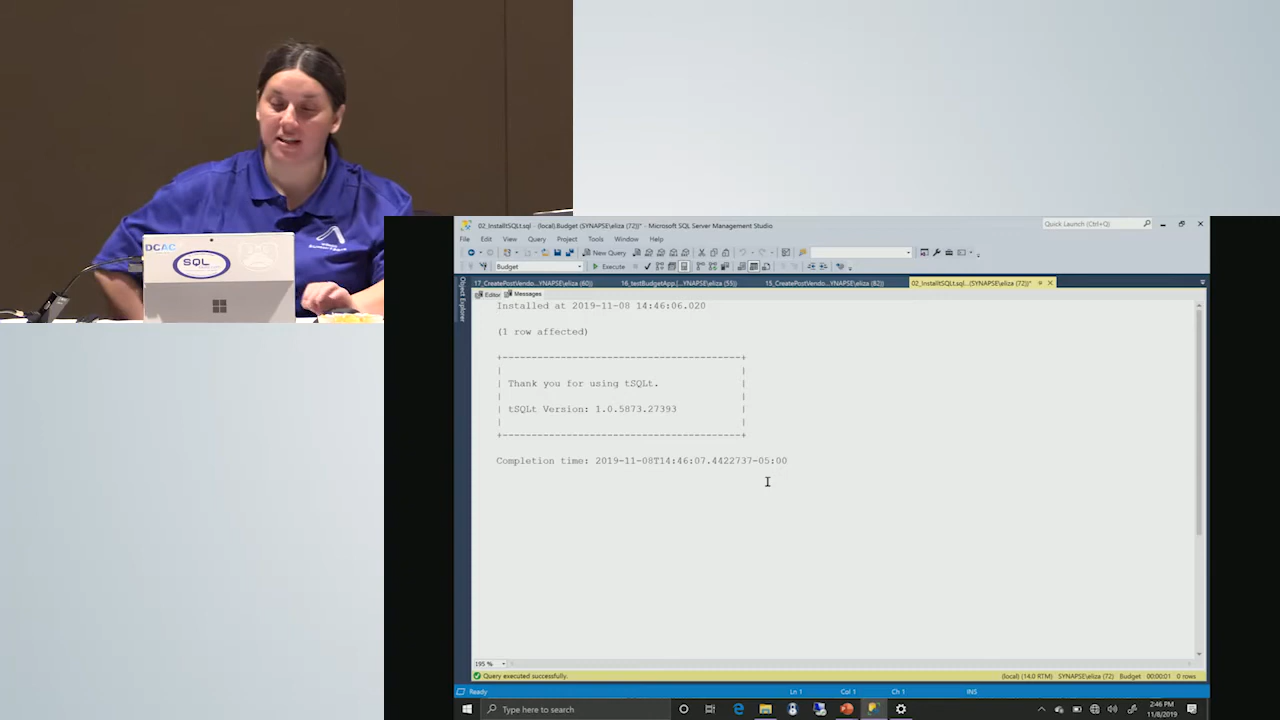 DCAC
SQL
02_InstalltSQLt.sql - (local).Budget (SYNAPSE\eliza (72))* - Microsoft SQL Server Management Studio
Quick Launch (Ctrl+Q)
File Edit View Query Project Tools Window Help
New Query
Budget
Execute
17_CreatePostVendo...YNAPSE\eliza (60))
16_testBudgetApp.[...YNAPSE\eliza (55))
15_CreatePostVendo...YNAPSE\eliza (82))
02_InstalltSQLt.sql...(SYNAPSE\eliza (72))*
Object Explorer
Editor Messages
Installed at 2019-11-08 14:46:06.020
(1 row affected)
+-----------------------------------------+
| |
| Thank you for using tSQLt. |
| |
| tSQLt Version: 1.0.5873.27393 |
| |
+-----------------------------------------+
Completion time: 2019-11-08T14:46:07.4422737-05:00
195 %
Query executed successfully.
(local) (14.0 RTM) SYNAPSE\eliza (72) Budget 00:00:01 0 rows
Ready
Ln 1
Col 1
Ch 1
INS
Type here to search
2:46 PM
11/8/2019